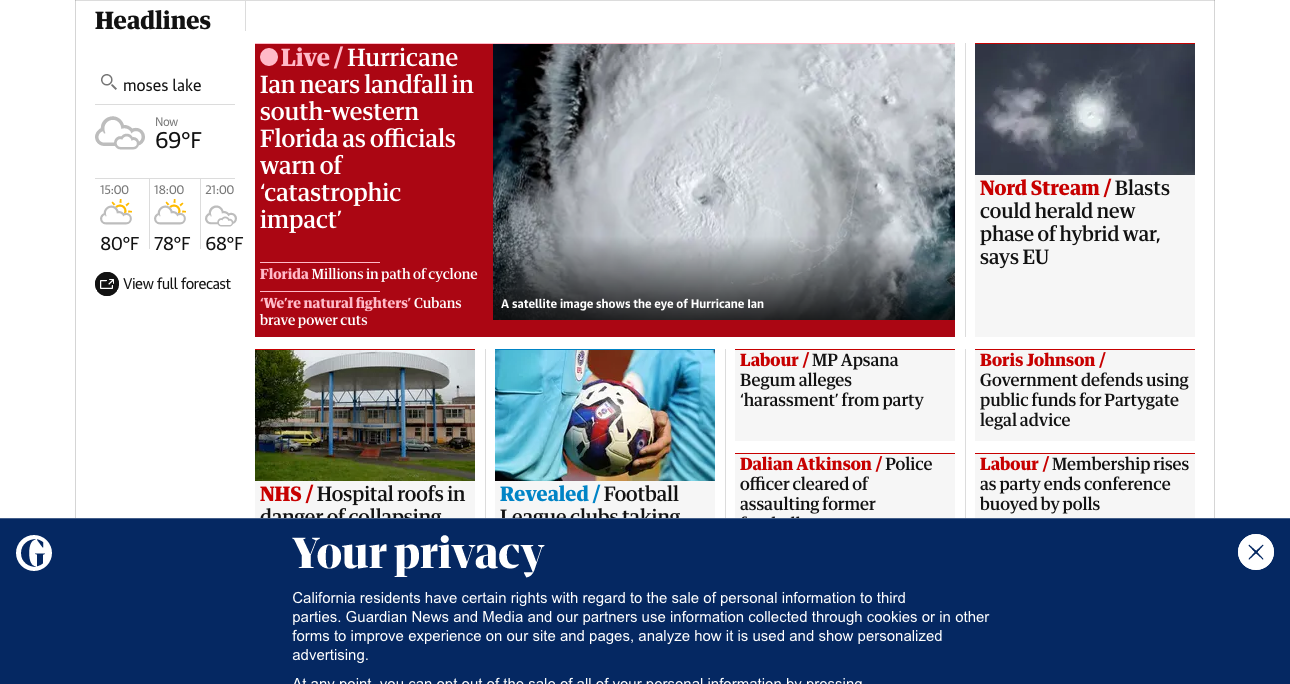 Headlines
moses lake
Now
69°F
15:00
18:00
21:00
80°F
78°F
68°F
View full forecast
Live / Hurricane
Ian nears landfall in
south-western
Florida as officials
warn of
‘catastrophic
impact’
Florida Millions in path of cyclone
‘We’re natural fighters’ Cubans
brave power cuts
A satellite image shows the eye of Hurricane Ian
Nord Stream / Blasts
could herald new
phase of hybrid war,
says EU
NHS / Hospital roofs in
danger of collapsing
Revealed / Football
League clubs taking
Labour / MP Apsana
Begum alleges
‘harassment’ from party
Boris Johnson /
Government defends using
public funds for Partygate
legal advice
Dalian Atkinson / Police
officer cleared of
assaulting former
Labour / Membership rises
as party ends conference
buoyed by polls
Your privacy
California residents have certain rights with regard to the sale of personal information to third
parties. Guardian News and Media and our partners use information collected through cookies or in other
forms to improve experience on our site and pages, analyze how it is used and show personalized
advertising.
At any point, you can opt out of the sale of all of your personal information by pressing